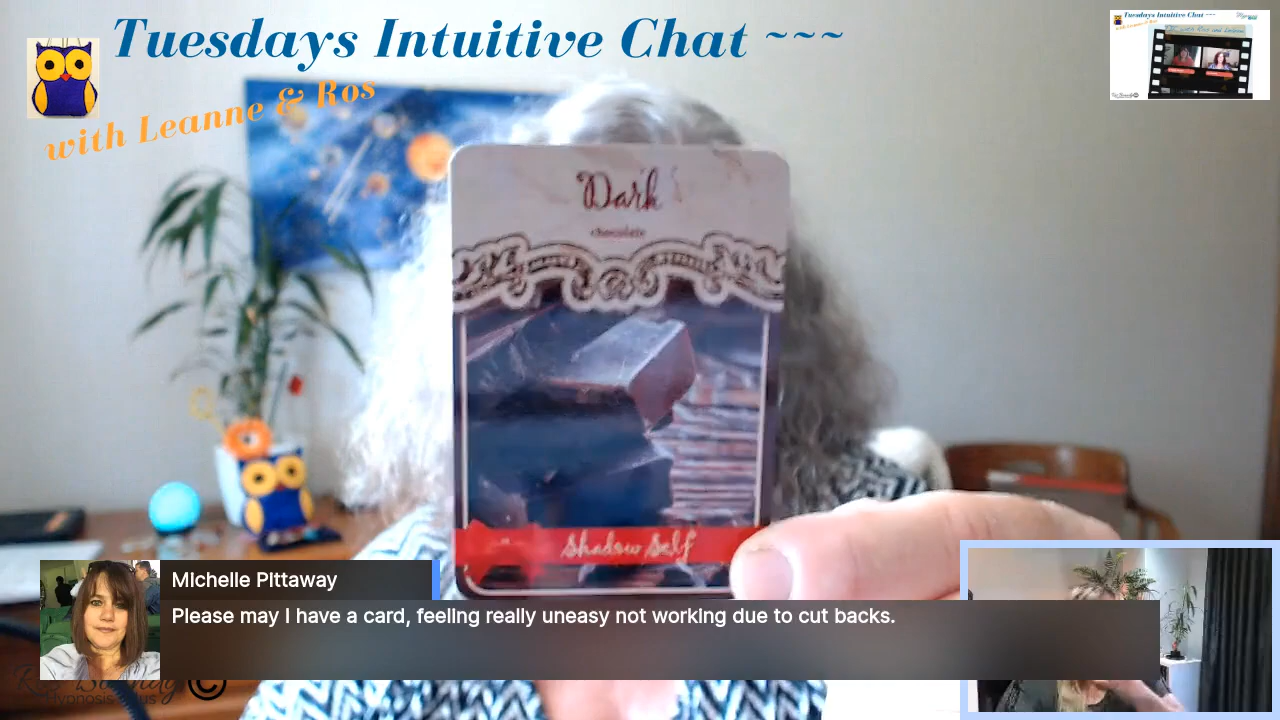 Tuesdays Intuitive Chat ~~~
with Leanne & Ros
Dark
chocolate
Shadow Self
Michelle Pittaway
Please may I have a card, feeling really uneasy not working due to cut backs.